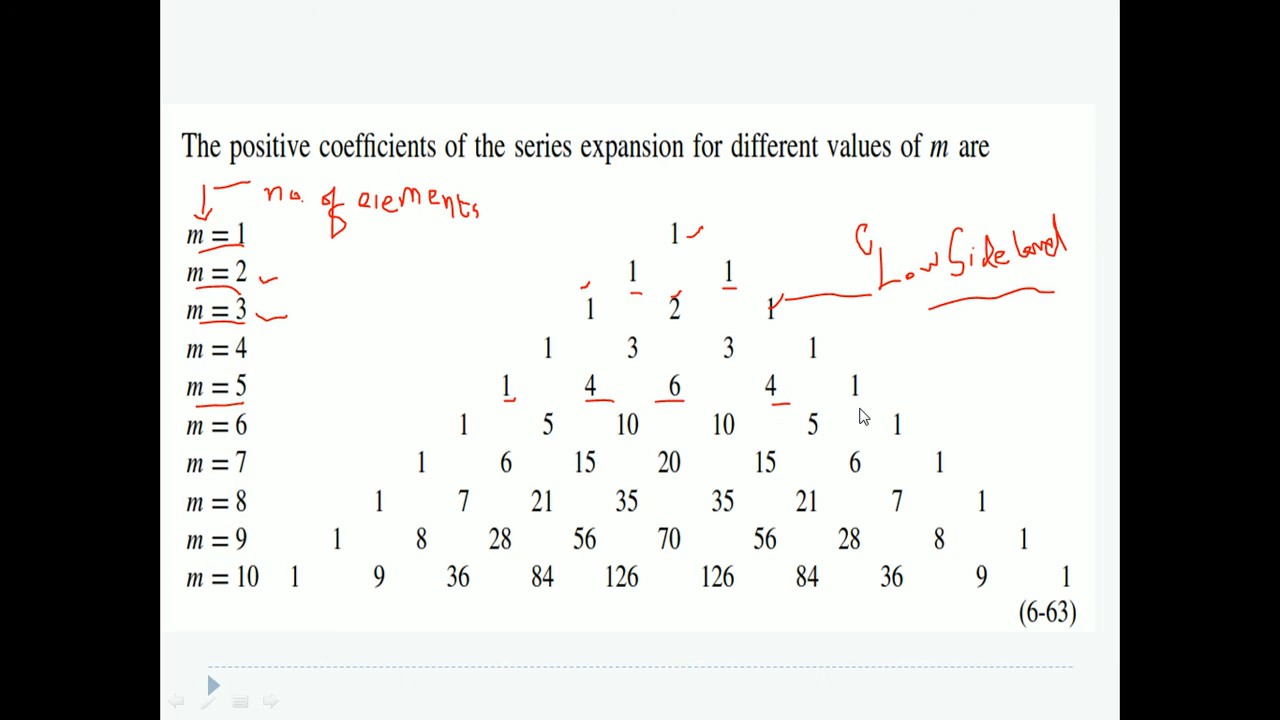 The positive coefficients of the series expansion for different values of m are
no. of elements
m = 1 1
Low Side level
m = 2 1 1
m = 3 1 2 1
m = 4 1 3 3 1
m = 5 1 4 6 4 1
m = 6 1 5 10 10 5 1
m = 7 1 6 15 20 15 6 1
m = 8 1 7 21 35 35 21 7 1
m = 9 1 8 28 56 70 56 28 8 1
m = 10 1 9 36 84 126 126 84 36 9 1
(6-63)